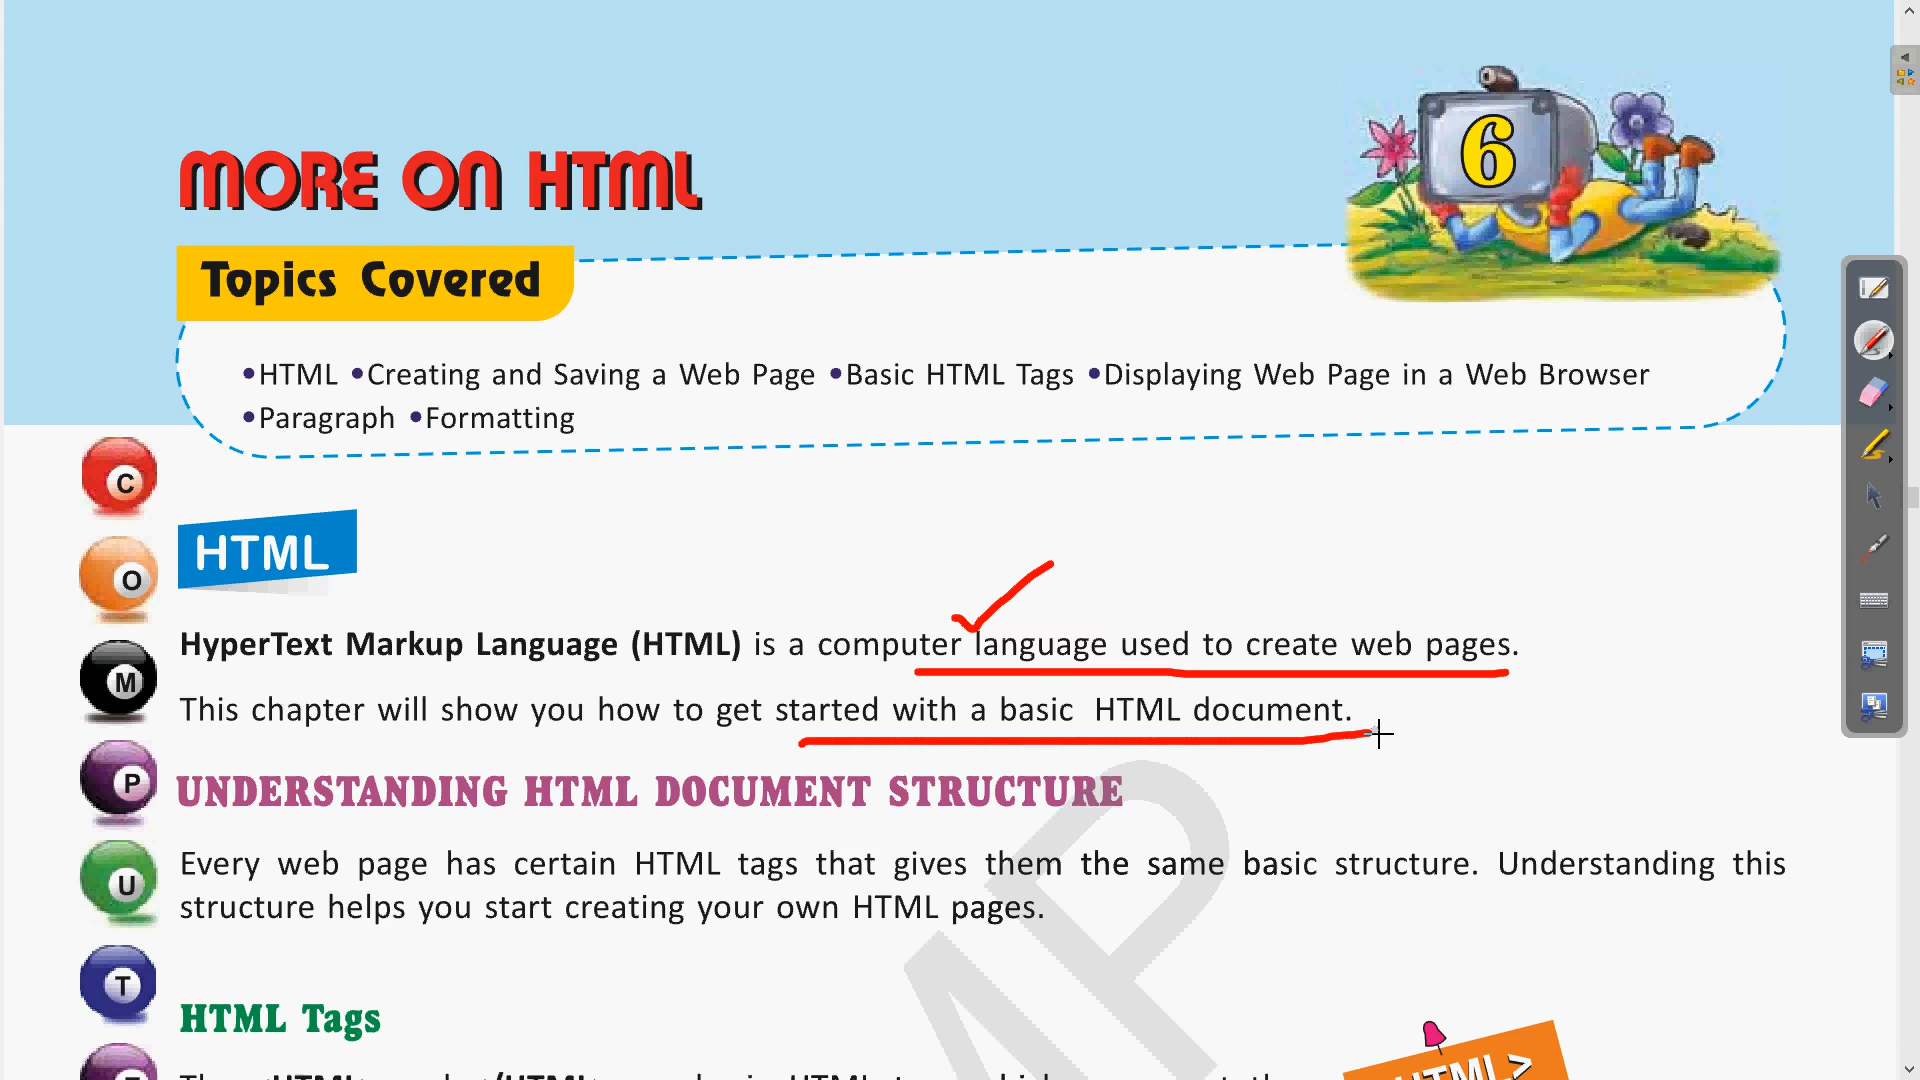 6
MORE ON HTML
Topics Covered
•HTML •Creating and Saving a Web Page •Basic HTML Tags •Displaying Web Page in a Web Browser
•Paragraph •Formatting
C
O
M
P
U
T
HTML
HyperText Markup Language (HTML) is a computer language used to create web pages.
This chapter will show you how to get started with a basic HTML document.
UNDERSTANDING HTML DOCUMENT STRUCTURE
Every web page has certain HTML tags that gives them the same basic structure. Understanding this
structure helps you start creating your own HTML pages.
HTML Tags
MP